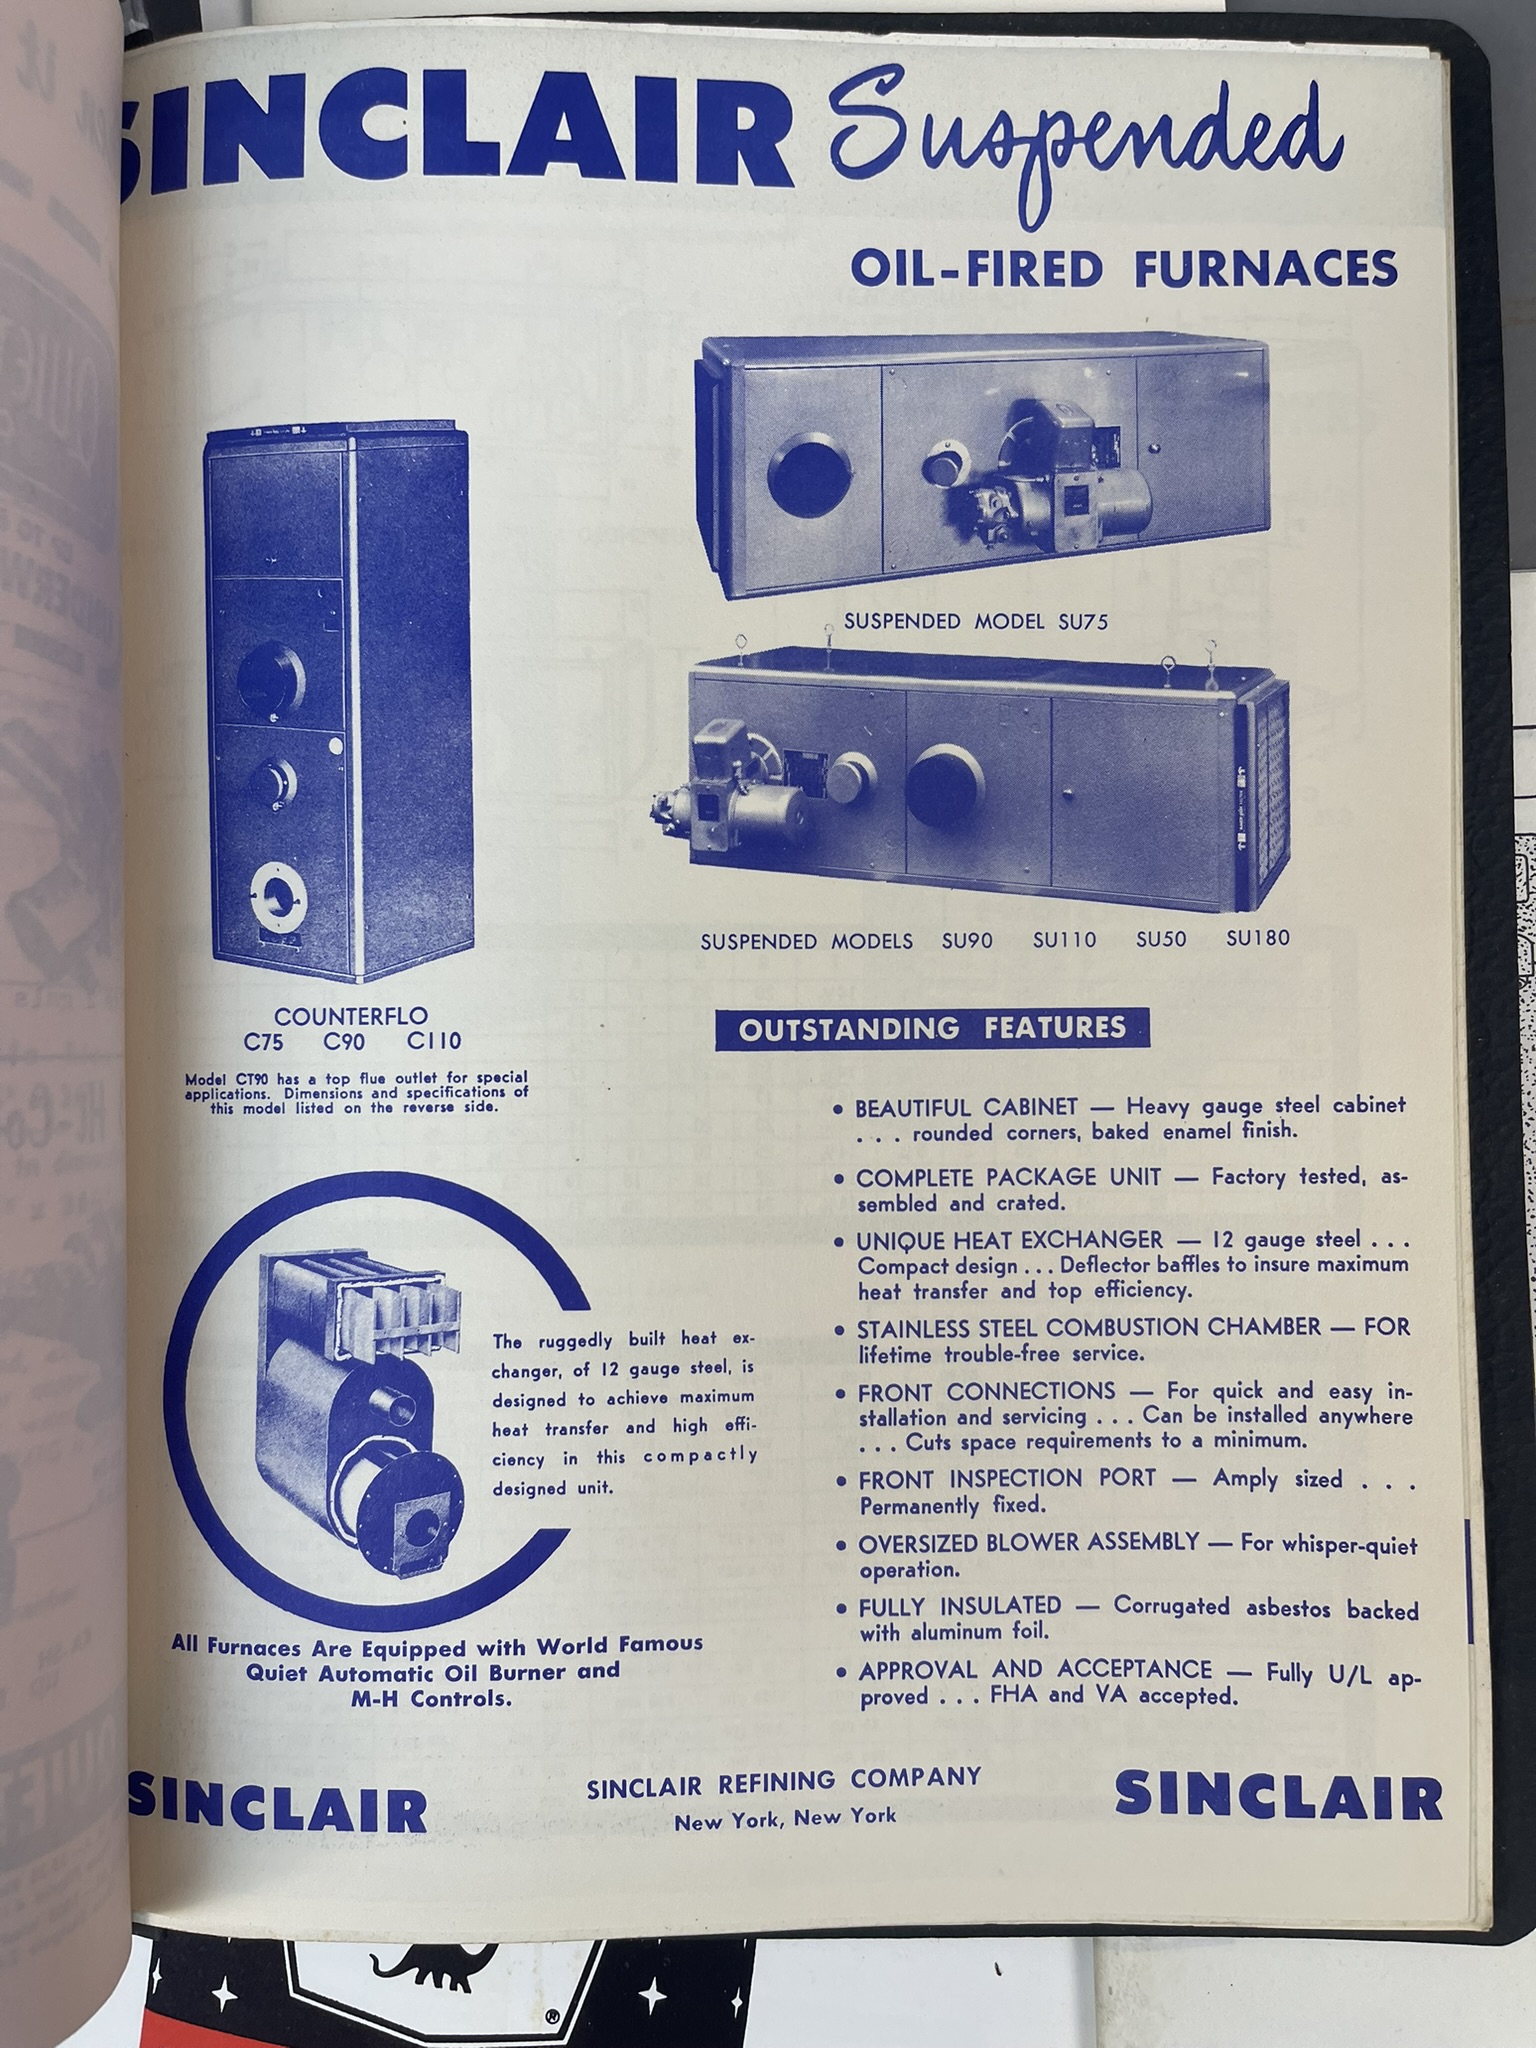 SINCLAIR Suspended
OIL-FIRED FURNACES
SUSPENDED MODEL SU75
SUSPENDED MODELS SU90 SU110 SU50 SU180
COUNTERFLO
C75 C90 C110
Model CT90 has a top flue outlet for special
applications. Dimensions and specifications of
this model listed on the reverse side.
OUTSTANDING FEATURES
• BEAUTIFUL CABINET — Heavy gauge steel cabinet
. . . rounded corners, baked enamel finish.
• COMPLETE PACKAGE UNIT — Factory tested, as-
sembled and crated.
• UNIQUE HEAT EXCHANGER — 12 gauge steel . . .
Compact design . . . Deflector baffles to insure maximum
heat transfer and top efficiency.
• STAINLESS STEEL COMBUSTION CHAMBER — FOR
lifetime trouble-free service.
• FRONT CONNECTIONS — For quick and easy in-
stallation and servicing . . . Can be installed anywhere
. . . Cuts space requirements to a minimum.
• FRONT INSPECTION PORT — Amply sized . . .
Permanently fixed.
• OVERSIZED BLOWER ASSEMBLY — For whisper-quiet
operation.
• FULLY INSULATED — Corrugated asbestos backed
with aluminum foil.
• APPROVAL AND ACCEPTANCE — Fully U/L ap-
proved . . . FHA and VA accepted.
The ruggedly built heat ex-
changer, of 12 gauge steel, is
designed to achieve maximum
heat transfer and high effi-
ciency in this compactly
designed unit.
All Furnaces Are Equipped with World Famous
Quiet Automatic Oil Burner and
M-H Controls.
SINCLAIR
SINCLAIR REFINING COMPANY
New York, New York
SINCLAIR
®